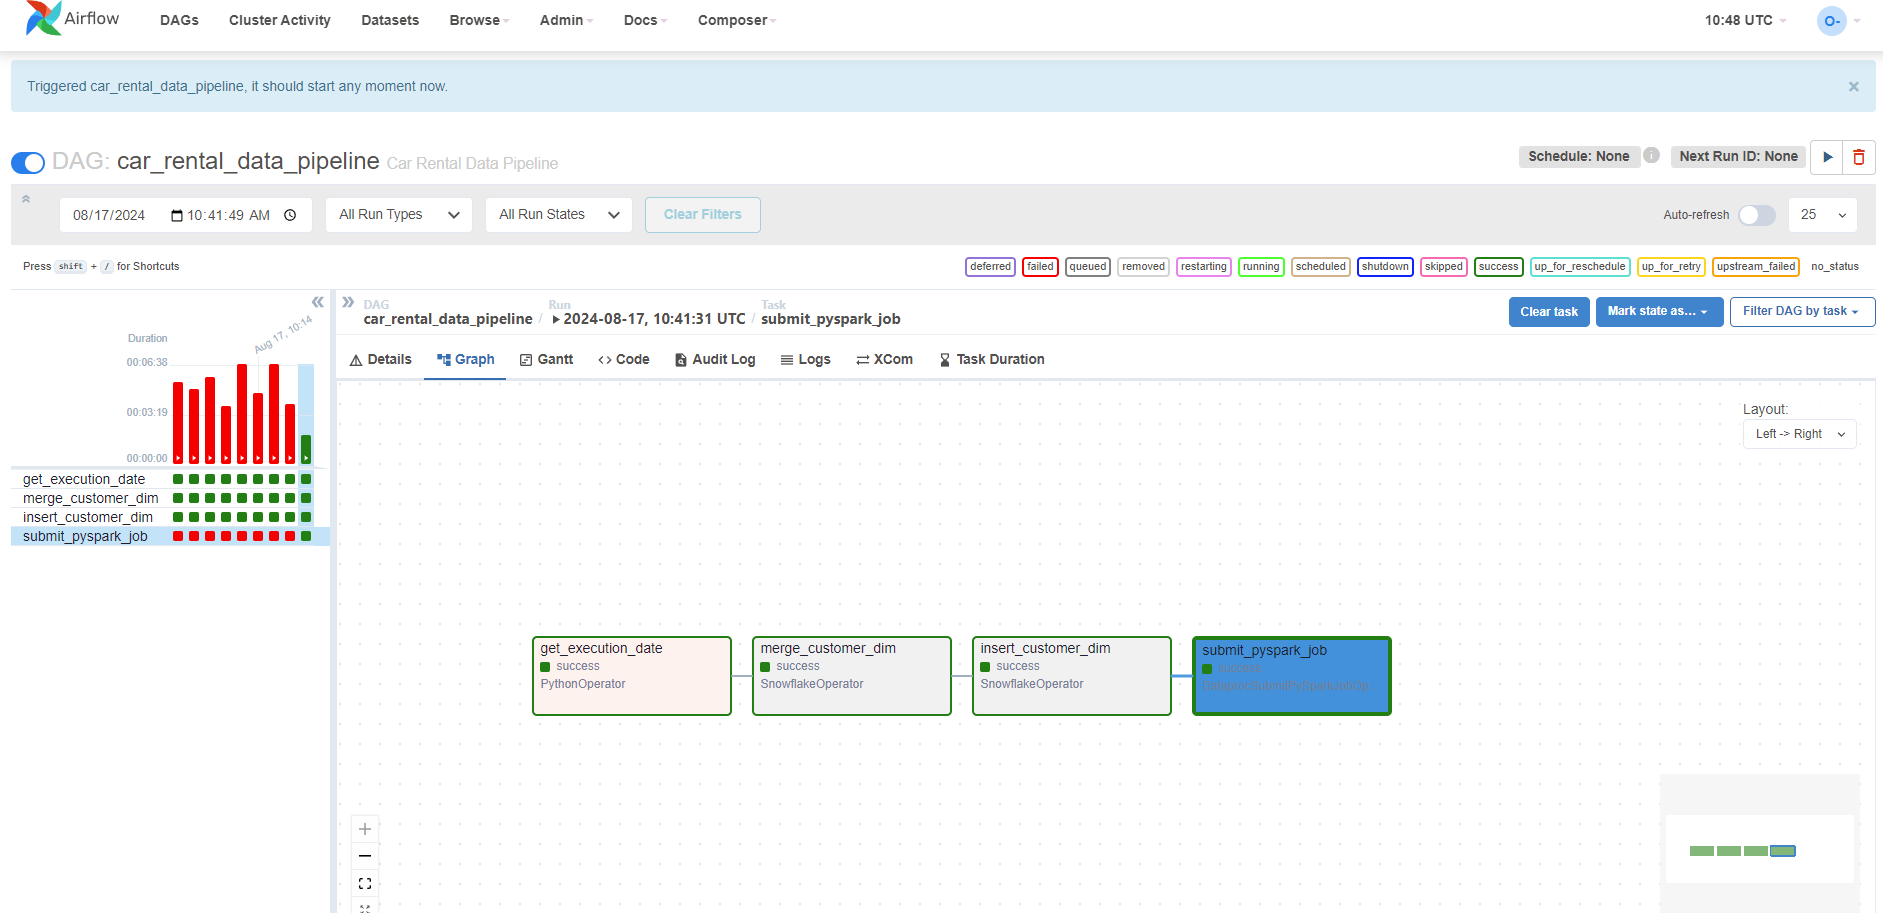 Airflow DAGs Cluster Activity Datasets Browse Admin Docs Composer 10:48 UTC O-
Triggered car_rental_data_pipeline, it should start any moment now. ×
DAG: car_rental_data_pipeline Car Rental Data Pipeline Schedule: None i Next Run ID: None
08/17/2024 10:41:49 AM All Run Types All Run States Clear Filters Auto-refresh 25
Press shift + / for Shortcuts deferred failed queued removed restarting running scheduled shutdown skipped success up_for_reschedule up_for_retry upstream_failed no_status
DAG Run Task
car_rental_data_pipeline / 2024-08-17, 10:41:31 UTC / submit_pyspark_job Clear task Mark state as... Filter DAG by task
Aug 17, 10:14
Duration
00:06:38
00:03:19
00:00:00
get_execution_date
merge_customer_dim
insert_customer_dim
submit_pyspark_job
Details Graph Gantt Code Audit Log Logs XCom Task Duration
Layout:
Left -> Right
get_execution_date
success
PythonOperator
merge_customer_dim
success
SnowflakeOperator
insert_customer_dim
success
SnowflakeOperator
submit_pyspark_job
success